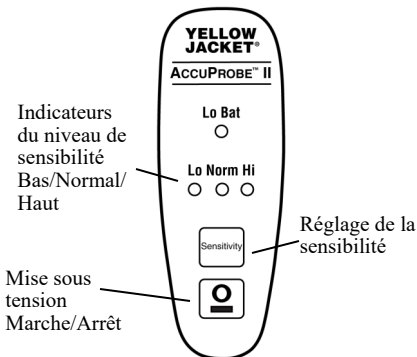 YELLOW
JACKET®
ACCUPROBE™ II
Lo Bat
Lo Norm Hi
Indicateurs
du niveau de
sensibilité
Bas/Normal/
Haut
Sensitivity
Réglage de la
sensibilité
Mise sous
tension
Marche/Arrêt